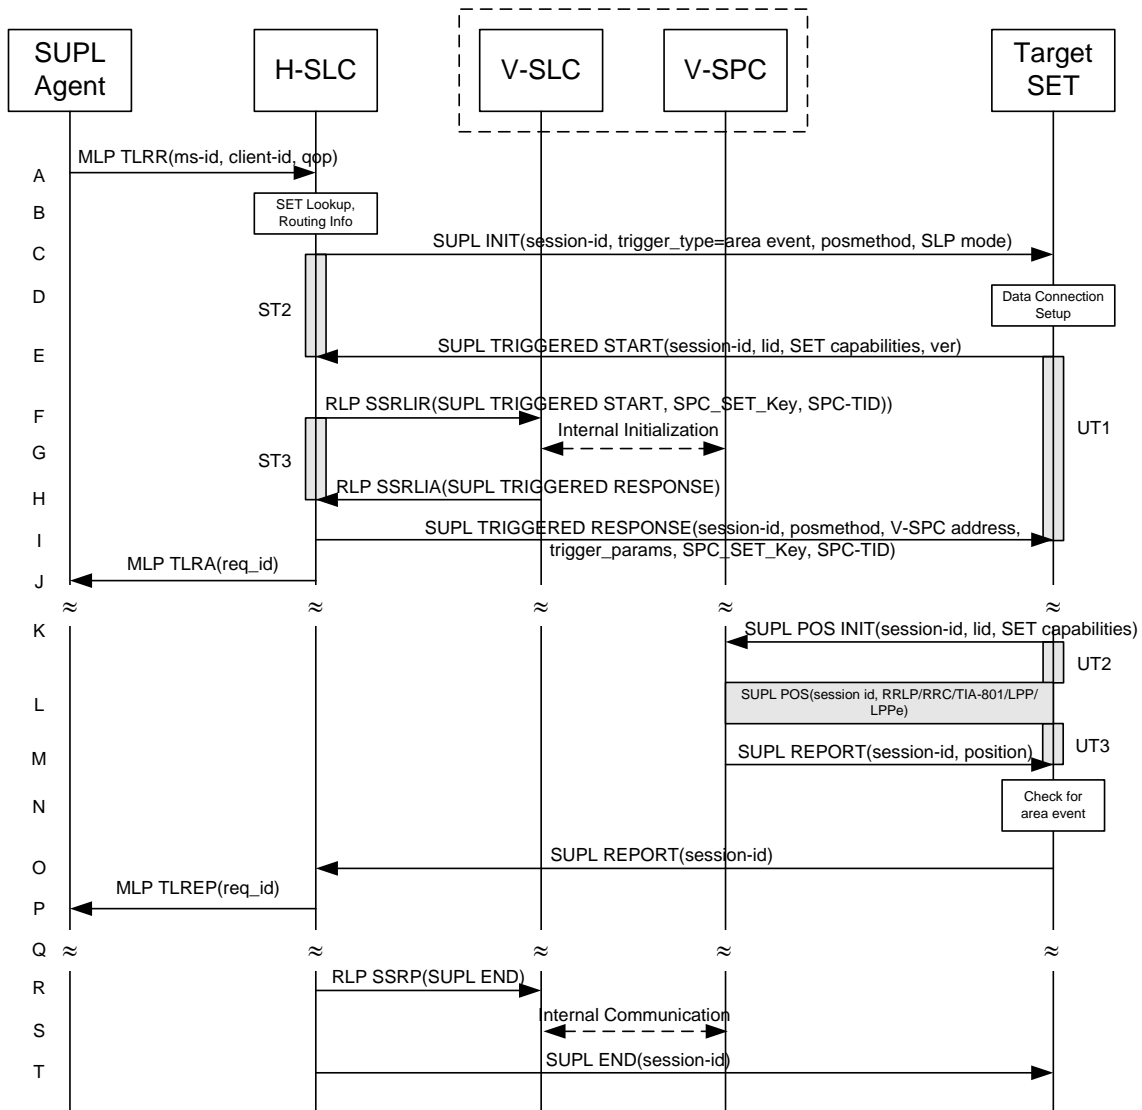 SUPL
Agent
H-SLC
V-SLC
V-SPC
Target
SET
MLP TLRR(ms-id, client-id, qop)
A
SET Lookup,
Routing Info
B
SUPL INIT(session-id, trigger_type=area event, posmethod, SLP mode)
C
D
ST2
Data Connection
Setup
SUPL TRIGGERED START(session-id, lid, SET capabilities, ver)
E
RLP SSRLIR(SUPL TRIGGERED START, SPC_SET_Key, SPC-TID))
F
UT1
Internal Initialization
G
ST3
RLP SSRLIA(SUPL TRIGGERED RESPONSE)
H
SUPL TRIGGERED RESPONSE(session-id, posmethod, V-SPC address,
trigger_params, SPC_SET_Key, SPC-TID)
I
MLP TLRA(req_id)
J
≈ ≈ ≈ ≈ ≈
K
SUPL POS INIT(session-id, lid, SET capabilities)
UT2
L
SUPL POS(session id, RRLP/RRC/TIA-801/LPP/
LPPe)
UT3
M
SUPL REPORT(session-id, position)
N
Check for
area event
SUPL REPORT(session-id)
O
MLP TLREP(req_id)
P
Q ≈ ≈ ≈ ≈ ≈
RLP SSRP(SUPL END)
R
Internal Communication
S
SUPL END(session-id)
T